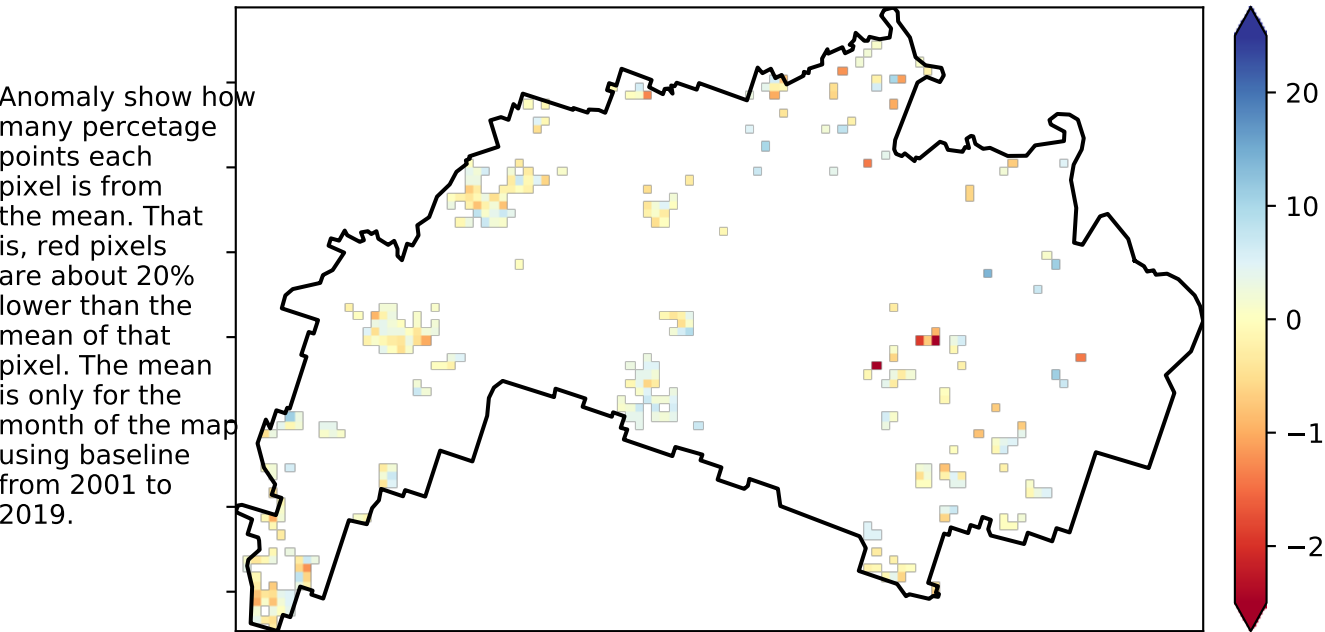 Anomaly show how
many percetage
points each
pixel is from
the mean. That
is, red pixels
are about 20%
lower than the
mean of that
pixel. The mean
is only for the
month of the map
using baseline
from 2001 to
2019.
20
10
0
−1
−2